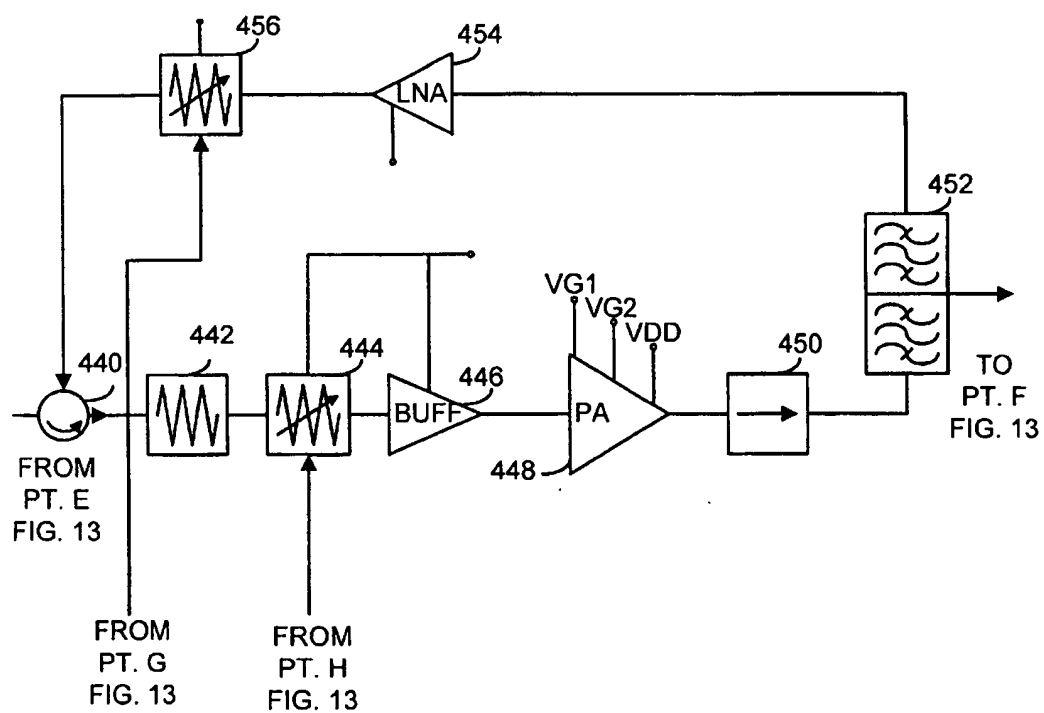 456
454
LNA
452
VG1
VG2
VDD
440
442
444
446
BUFF
PA
448
450
TO
PT. F
FIG. 13
FROM
PT. E
FIG. 13
FROM
PT. G
FIG. 13
FROM
PT. H
FIG. 13